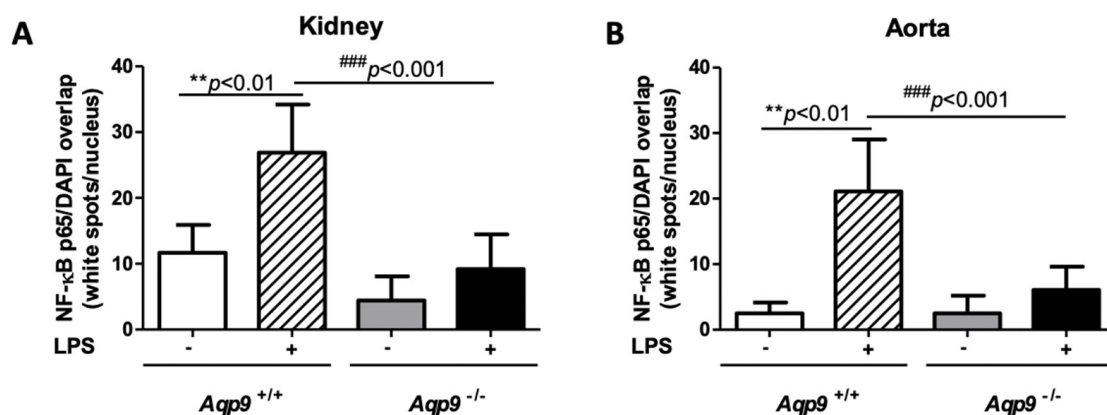 A
Kidney
NF-κB p65/DAPI overlap
(white spots/nucleus)
40
30
20
10
0
**p<0.01
###p<0.001
LPS - + - +
Aqp9 +/+ Aqp9 -/-
B
Aorta
NF-κB p65/DAPI overlap
(white spots/nucleus)
40
30
20
10
0
**p<0.01
###p<0.001
LPS - + - +
Aqp9 +/+ Aqp9 -/-